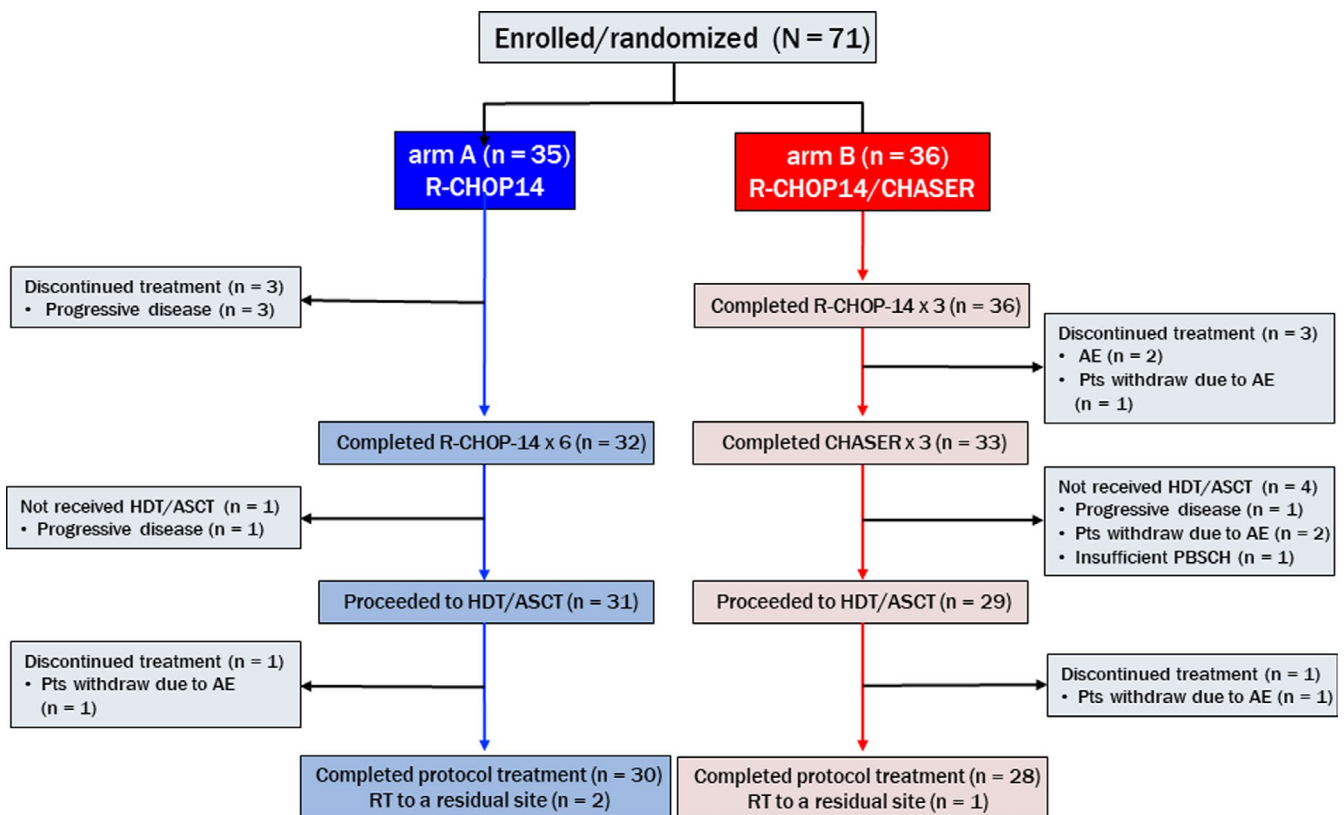 Enrolled/randomized (N = 71)
arm A (n = 35)
R-CHOP14
arm B (n = 36)
R-CHOP14/CHASER
Discontinued treatment (n = 3)
• Progressive disease (n = 3)
Completed R-CHOP-14 x 3 (n = 36)
Discontinued treatment (n = 3)
• AE (n = 2)
• Pts withdraw due to AE
(n = 1)
Completed R-CHOP-14 x 6 (n = 32)
Completed CHASER x 3 (n = 33)
Not received HDT/ASCT (n = 1)
• Progressive disease (n = 1)
Not received HDT/ASCT (n = 4)
• Progressive disease (n = 1)
• Pts withdraw due to AE (n = 2)
• Insufficient PBSCH (n = 1)
Proceeded to HDT/ASCT (n = 31)
Proceeded to HDT/ASCT (n = 29)
Discontinued treatment (n = 1)
• Pts withdraw due to AE
(n = 1)
Discontinued treatment (n = 1)
• Pts withdraw due to AE (n = 1)
Completed protocol treatment (n = 30)
RT to a residual site (n = 2)
Completed protocol treatment (n = 28)
RT to a residual site (n = 1)